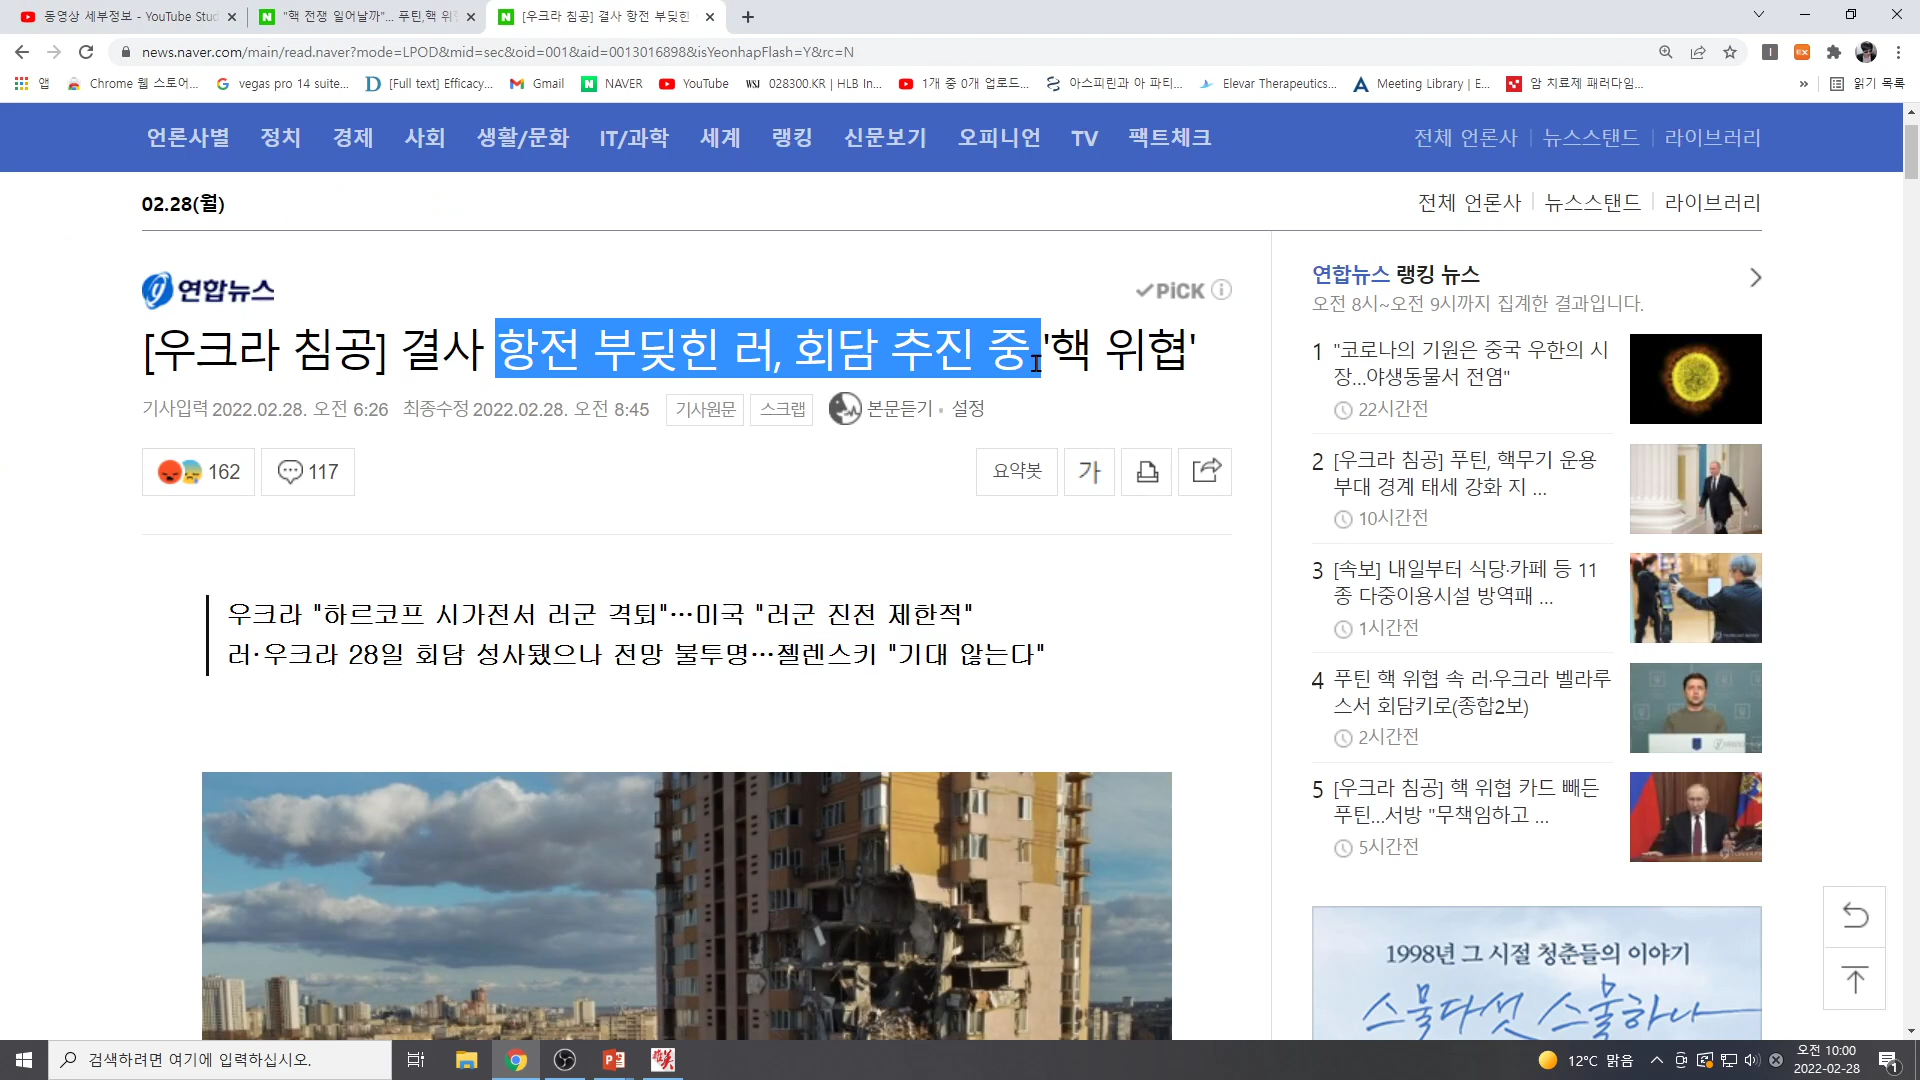 동영상 세부정보 - YouTube Stu
"핵 전쟁 일어날까"... 푸틴,핵 위
[우크라 침공] 결사 항전 부딪힌
news.naver.com/main/read.naver?mode=LPOD&mid=sec&oid=001&aid=0013016898&isYeonhapFlash=Y&rc=N
앱 Chrome 웹 스토어... vegas pro 14 suite... [Full text] Efficacy... Gmail NAVER YouTube WSJ 028300.KR | HLB In... 1개 중 0개 업로드... 아스피린과 아 파티... Elevar Therapeutics... Meeting Library | E... 암 치료제 패러다임... » 읽기 목록
언론사별 정치 경제 사회 생활/문화 IT/과학 세계 랭킹 신문보기 오피니언 TV 팩트체크 전체 언론사 뉴스스탠드 라이브러리
02.28(월) 전체 언론사 뉴스스탠드 라이브러리
연합뉴스
PiCK
[우크라 침공] 결사 항전 부딪힌 러, 회담 추진 중 '핵 위협'
기사입력 2022.02.28. 오전 6:26 최종수정 2022.02.28. 오전 8:45 기사원문 스크랩 본문듣기 · 설정
162 117 요약봇 가
우크라 "하르코프 시가전서 러군 격퇴"…미국 "러군 진전 제한적"
러·우크라 28일 회담 성사됐으나 전망 불투명…젤렌스키 "기대 않는다"
연합뉴스 랭킹 뉴스
오전 8시~오전 9시까지 집계한 결과입니다.
1 "코로나의 기원은 중국 우한의 시
장...야생동물서 전염"
22시간전
2 [우크라 침공] 푸틴, 핵무기 운용
부대 경계 태세 강화 지 ...
10시간전
3 [속보] 내일부터 식당·카페 등 11
종 다중이용시설 방역패 ...
1시간전
4 푸틴 핵 위협 속 러·우크라 벨라루
스서 회담키로(종합2보)
2시간전
5 [우크라 침공] 핵 위협 카드 빼든
푸틴...서방 "무책임하고 ...
5시간전
1998년 그 시절 청춘들의 이야기
스물다섯 스물하나
검색하려면 여기에 입력하십시오.
12°C 맑음
오전 10:00
2022-02-28
1